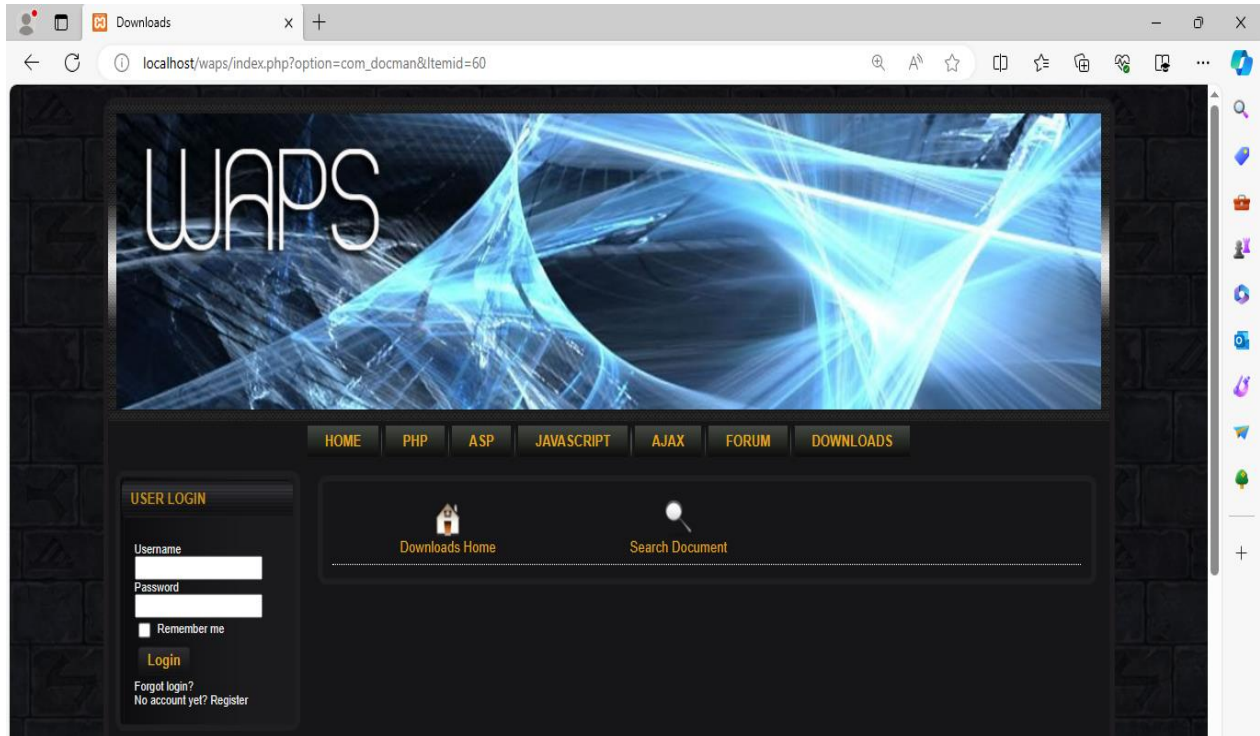 Downloads
localhost/waps/index.php?option=com_docman&Itemid=60
WAPS
HOME PHP ASP JAVASCRIPT AJAX FORUM DOWNLOADS
USER LOGIN
Username
Password
Remember me
Login
Forgot login?
No account yet? Register
Downloads Home Search Document